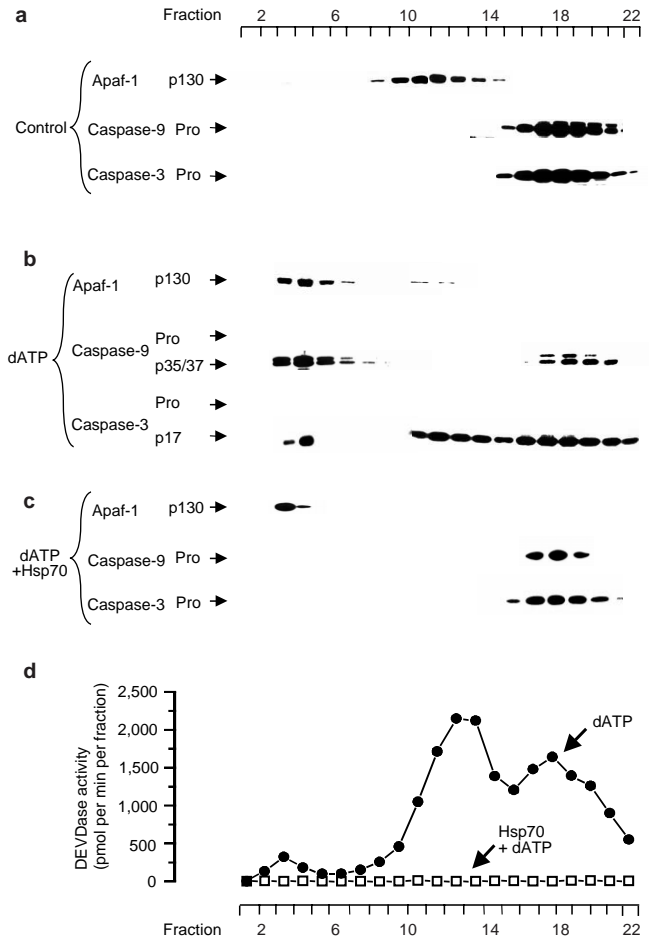 a Fraction 2 6 10 14 18 22
Apaf-1 p130
Control Caspase-9 Pro
Caspase-3 Pro
b
Apaf-1 p130
Pro
dATP Caspase-9 p35/37
Pro
Caspase-3 p17
c
Apaf-1 p130
dATP +Hsp70 Caspase-9 Pro
Caspase-3 Pro
d
DEVDase activity
(pmol per min per fraction)
2,500
2,000
1,500
1,000
500
0
dATP
Hsp70
+ dATP
Fraction 2 6 10 14 18 22